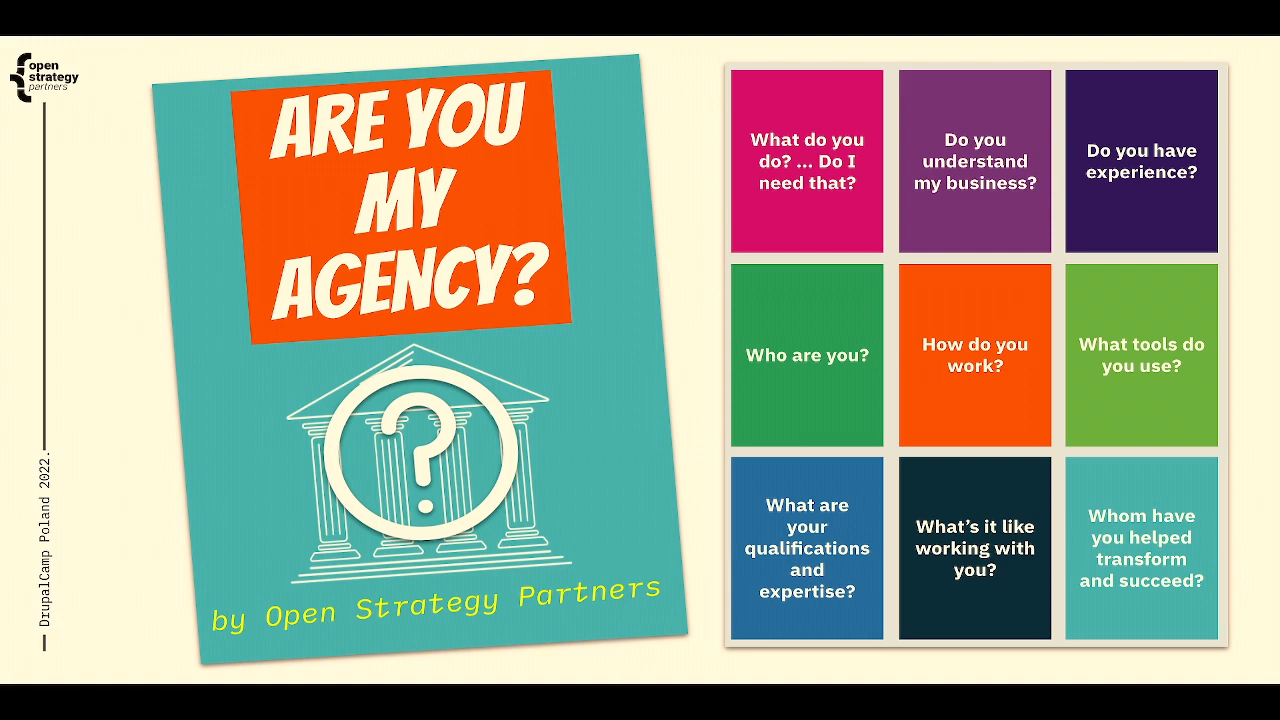 open
strategy
partners
DrupalCamp Poland 2022.
ARE YOU
MY
AGENCY?
?
by Open Strategy Partners
What do you
do? ... Do I
need that?
Do you
understand
my business?
Do you have
experience?
Who are you?
How do you
work?
What tools do
you use?
What are
your
qualifications
and
expertise?
What’s it like
working with
you?
Whom have
you helped
transform
and succeed?